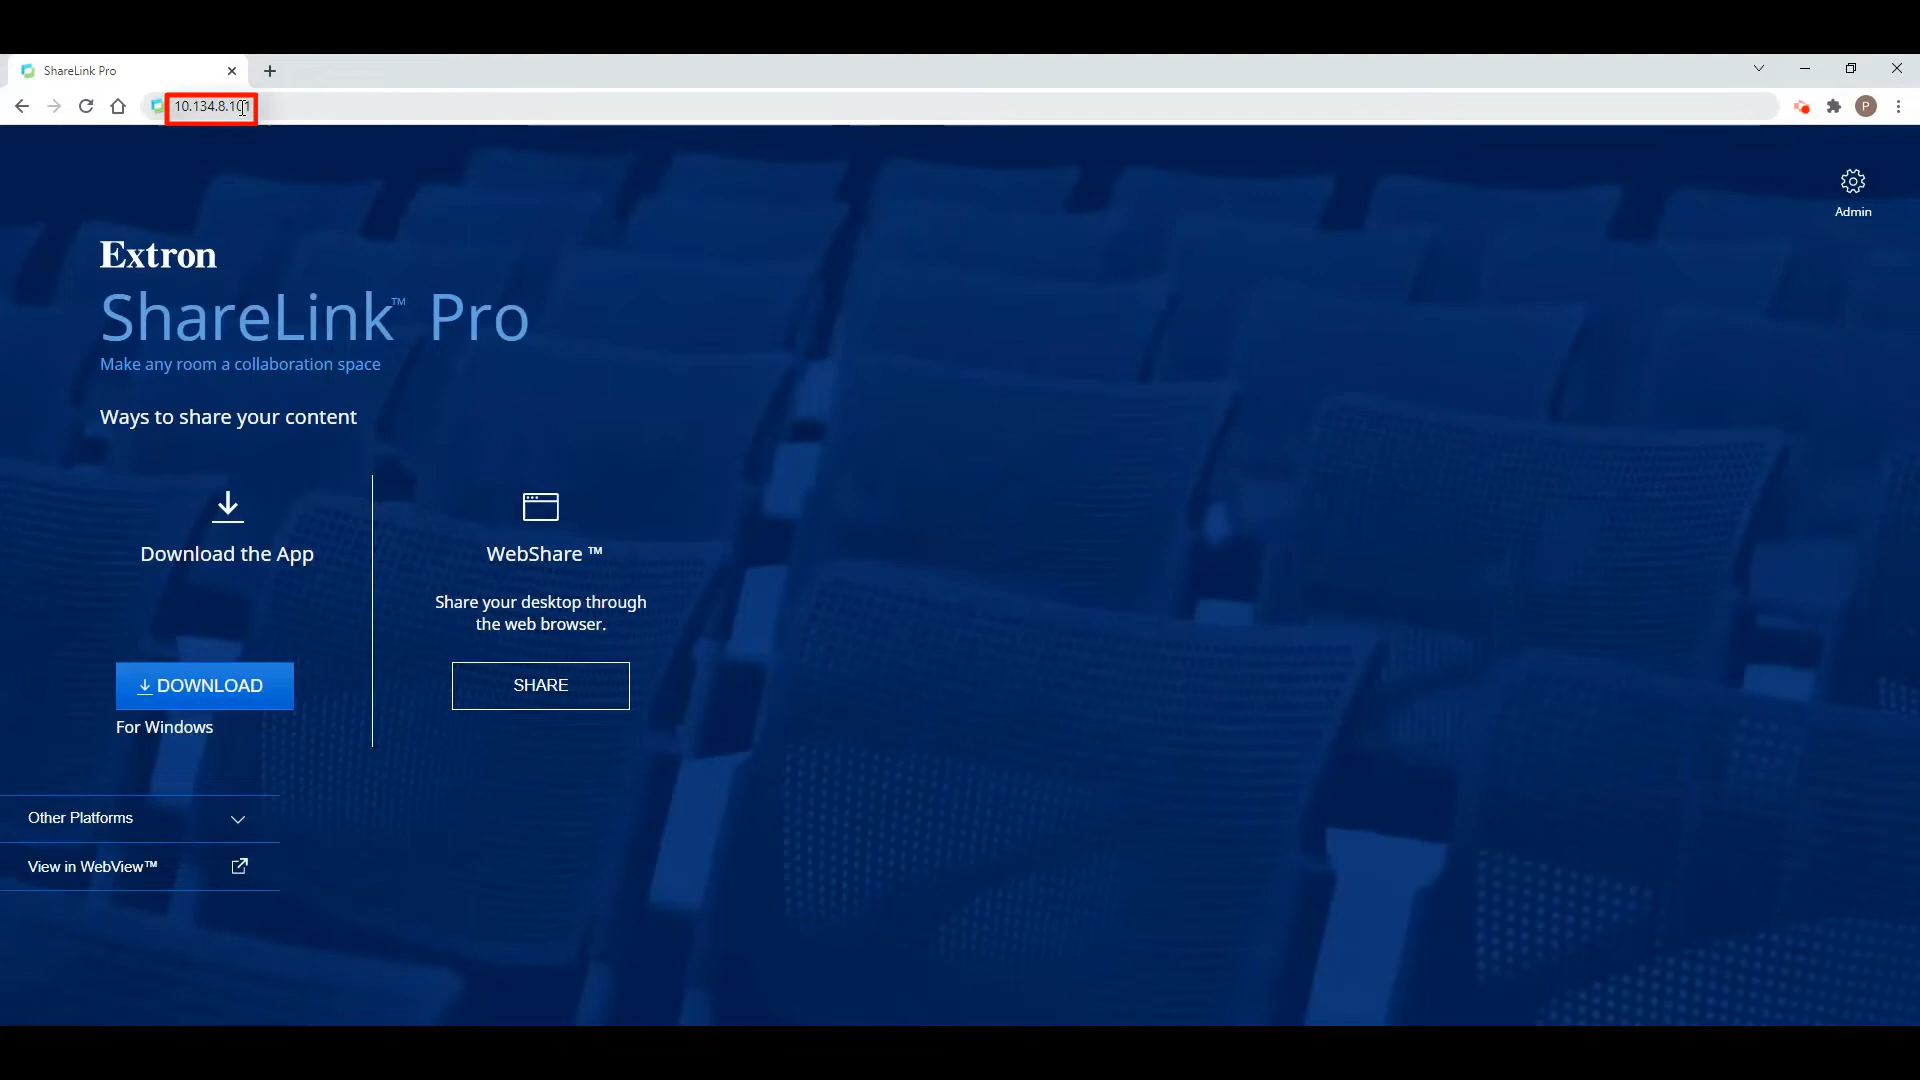 ShareLink Pro
10.134.8.101
P
Admin
Extron
ShareLink™ Pro
Make any room a collaboration space
Ways to share your content
Download the App
DOWNLOAD
For Windows
WebShare ™
Share your desktop through
the web browser.
SHARE
Other Platforms
View in WebView™